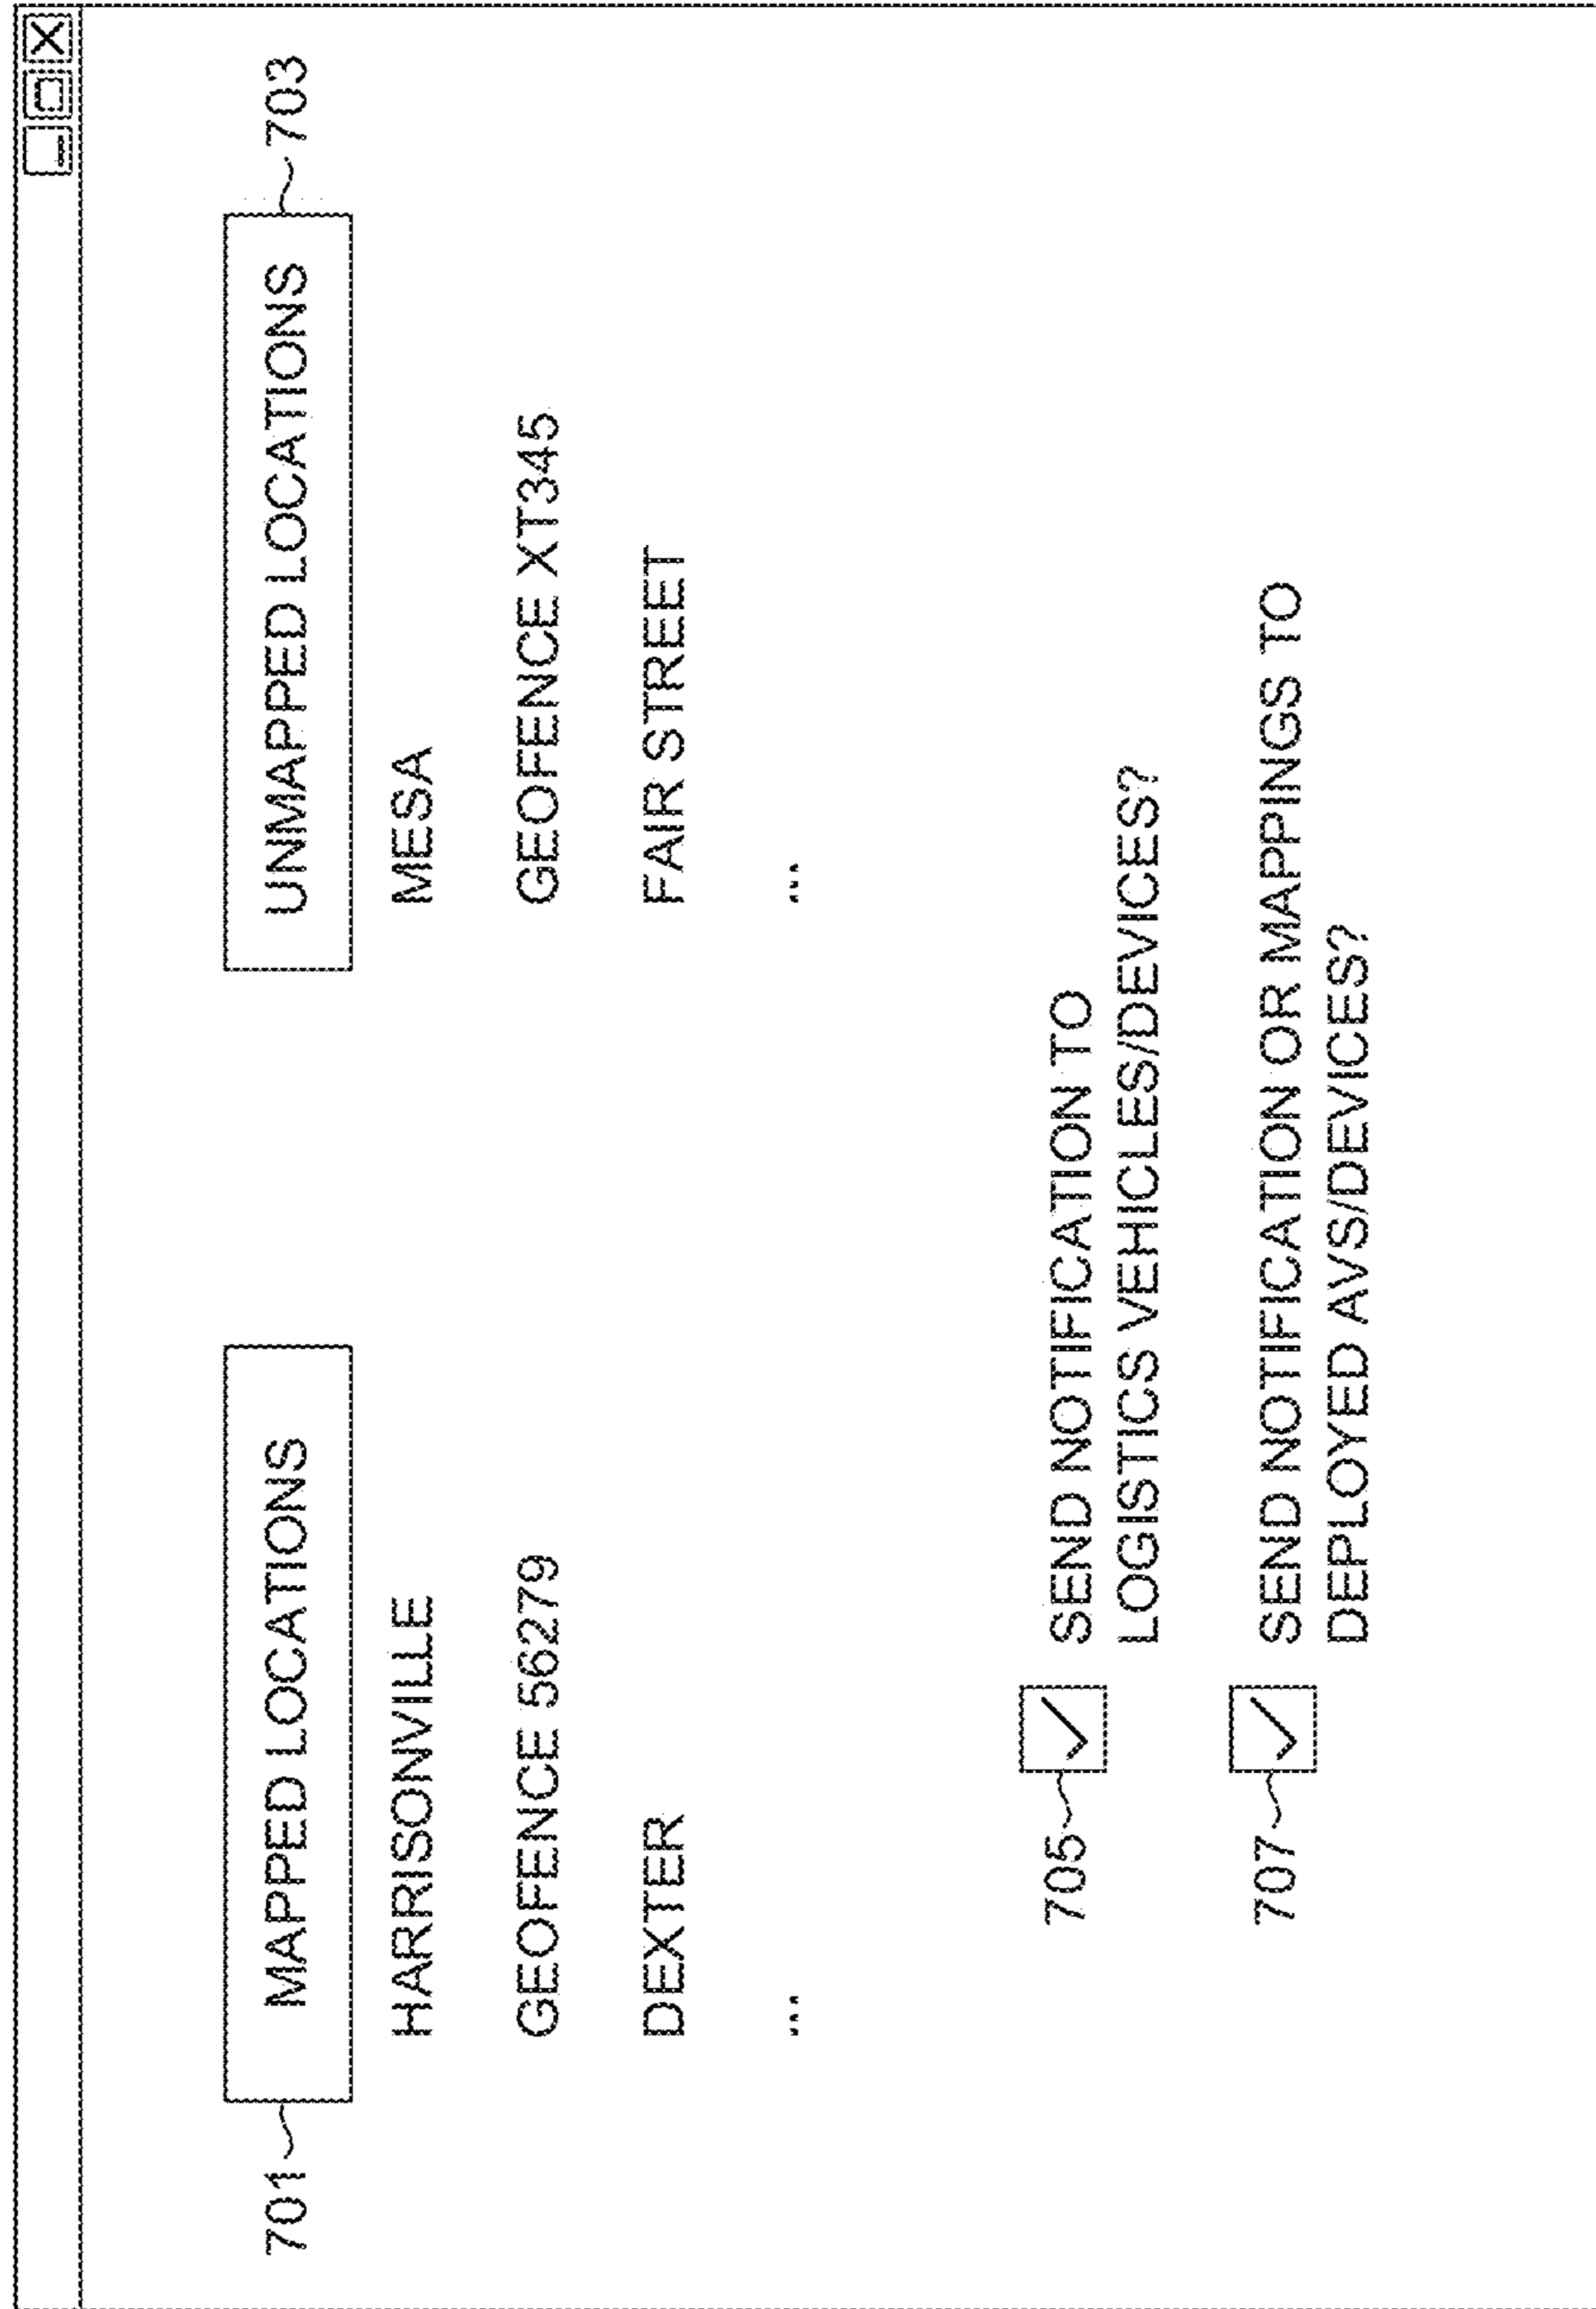 701 MAPPED LOCATIONS
UNMAPPED LOCATIONS 703
HARRISONVILLE
MESA
GEOFENCE 56279
GEOFENCE XT345
DEXTER
FAIR STREET
...
...
705 SEND NOTIFICATION TO
LOGISTICS VEHICLES/DEVICES?
707 SEND NOTIFICATION OR MAPPINGS TO
DEPLOYED AVS/DEVICES?